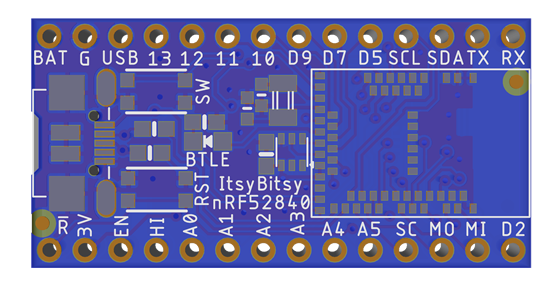 BAT G USB 13 12 11 10 D9 D7 D5 SCL SDA TX RX
SW
BTLE
RST
ItsyBitsy
nRF52840
R 3V EN HI A0 A1 A2 A3 A4 A5 SC MO MI D2